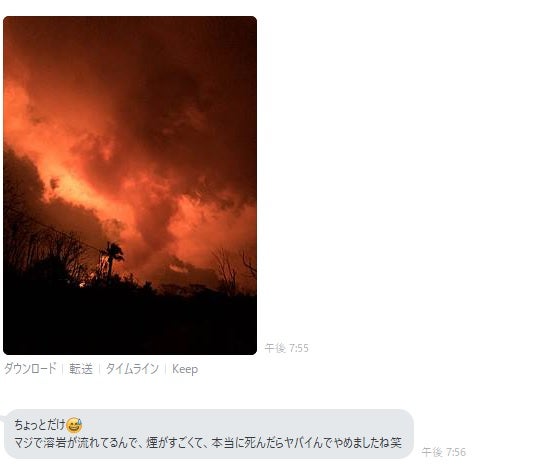 午後 7:55
ダウンロード | 転送 | タイムライン | Keep
ちょっとだけ😅
マジで溶岩が流れてるんで、煙がすごくて、本当に死んだらヤバイんでやめましたね笑
午後 7:56